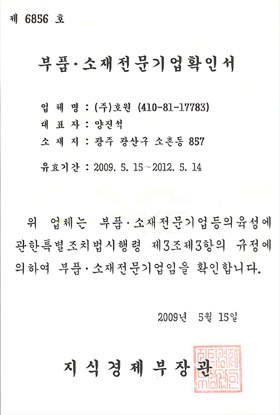 제 6856 호
부품·소재전문기업확인서
업 체 명 : (주)호원 (410-81-17783)
대 표 자 : 양진석
소 재 지 : 광주 광산구 소촌동 857
유효기간 : 2009. 5. 15~2012. 5. 14
위 업체는 부품·소재전문기업등의육성에
관한특별조치법시행령 제3조제3항의 규정에
의하여 부품·소재전문기업임을 확인합니다.
2009년 5월 15일
지식경제부장관